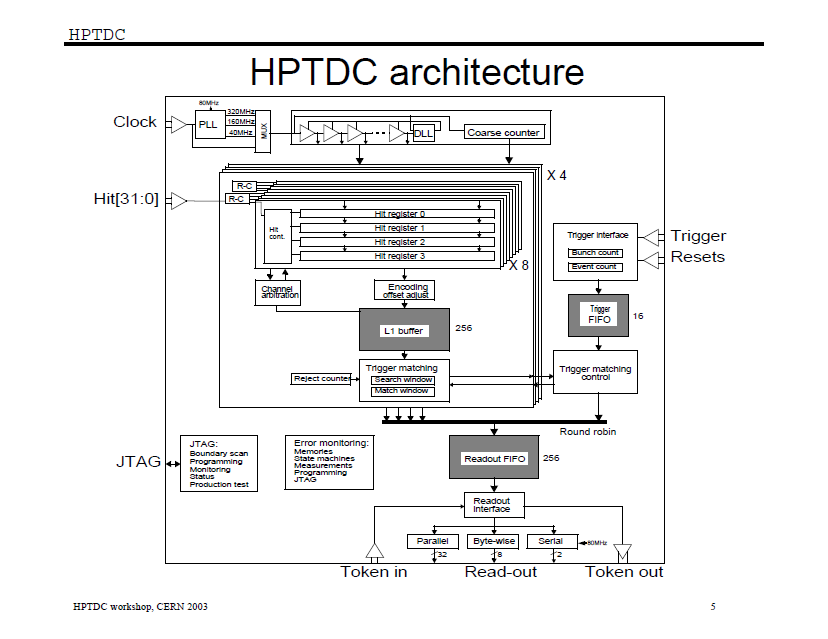 HPTDC
HPTDC architecture
80MHz
Clock
PLL
320MHz
160MHz
40MHz
MUX
DLL
Coarse counter
X 4
Hit[31:0]
R-C
R-C
Hit
cont.
Hit register 0
Hit register 1
Hit register 2
Hit register 3
X 8
Trigger interface
Bunch count
Event count
Trigger
Resets
Channel
arbitration
Encoding
offset adjust
L1 buffer
256
Trigger
FIFO
16
Reject counter
Trigger matching
Search window
Match window
Trigger matching
control
Round robin
JTAG
JTAG:
Boundary scan
Programming
Monitoring
Status
Production test
Error monitoring:
Memories
State machines
Measurements
Programming
JTAG
Readout FIFO
256
Readout
interface
Parallel
Byte-wise
Serial
80MHz
32
8
2
Token in
Read-out
Token out
HPTDC workshop, CERN 2003
5